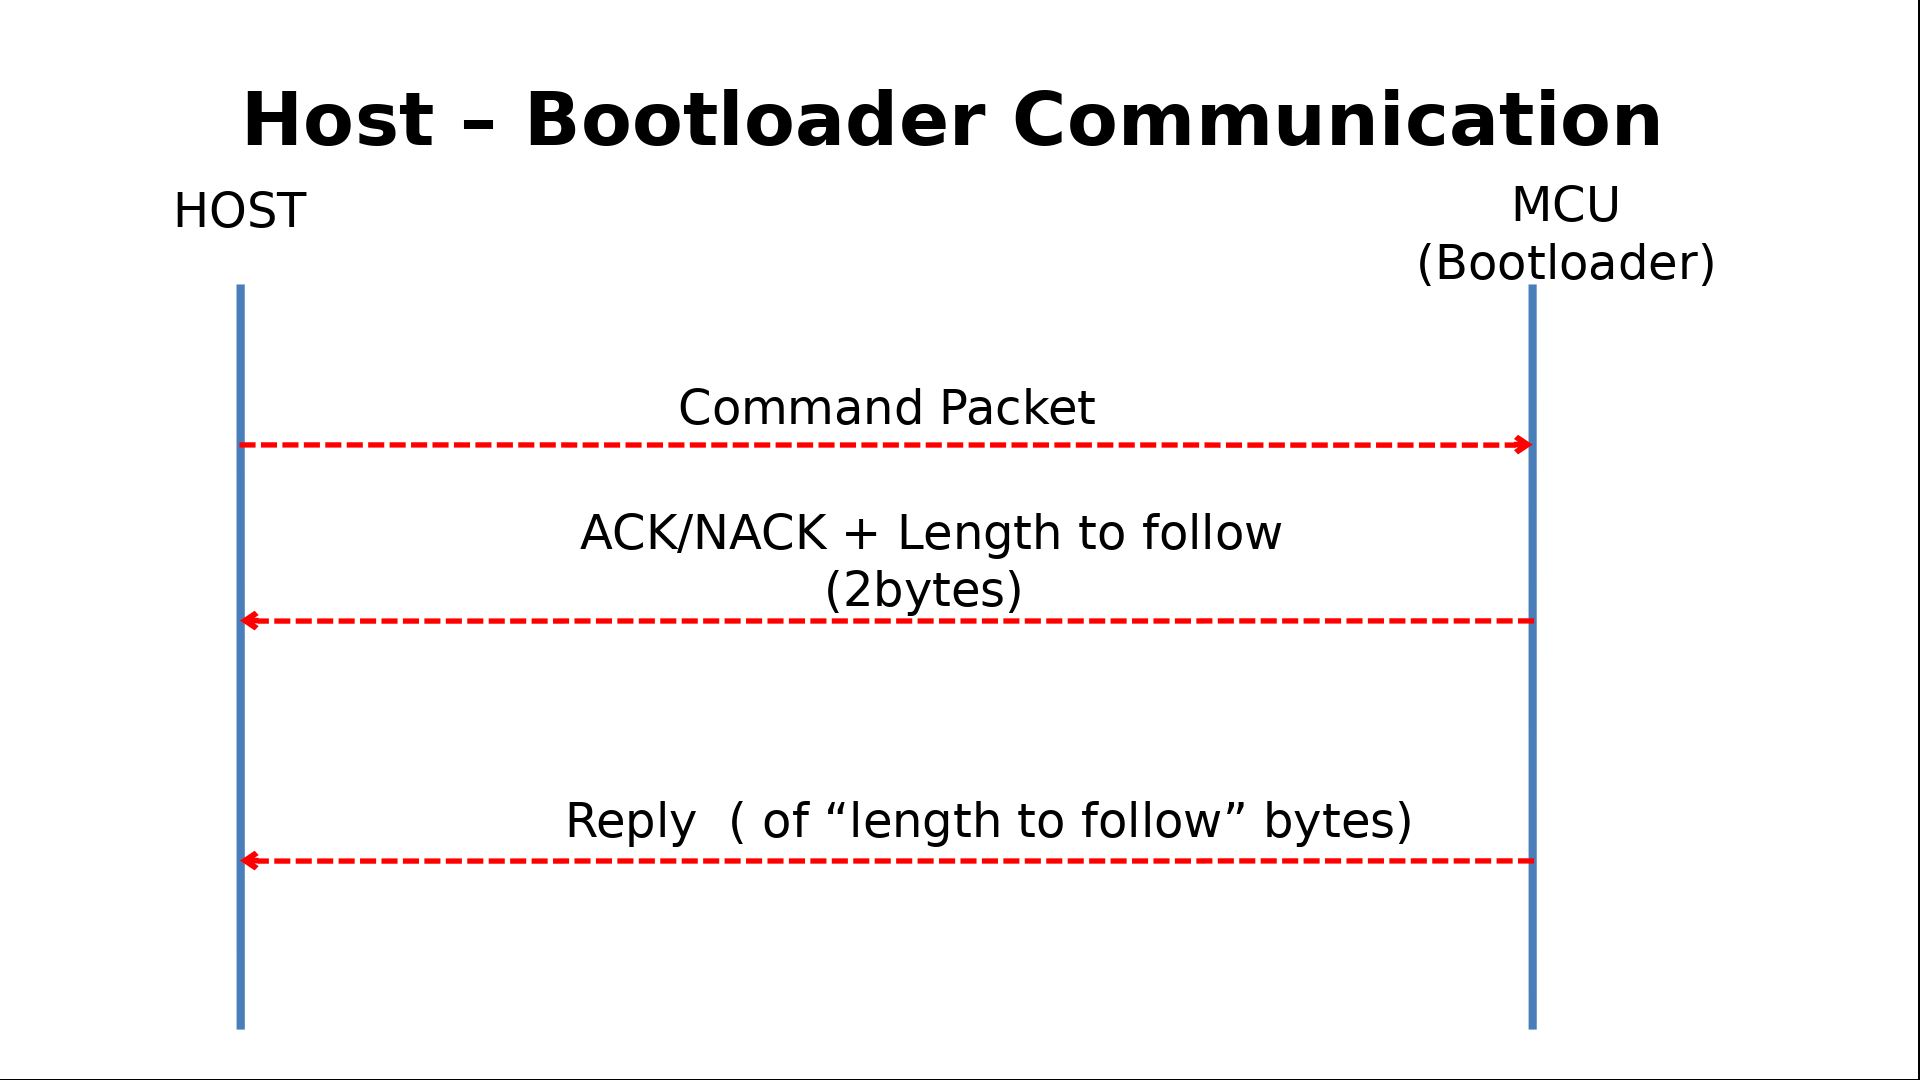 Host – Bootloader Communication
HOST
MCU
(Bootloader)
Command Packet
ACK/NACK + Length to follow
(2bytes)
Reply  ( of “length to follow” bytes)